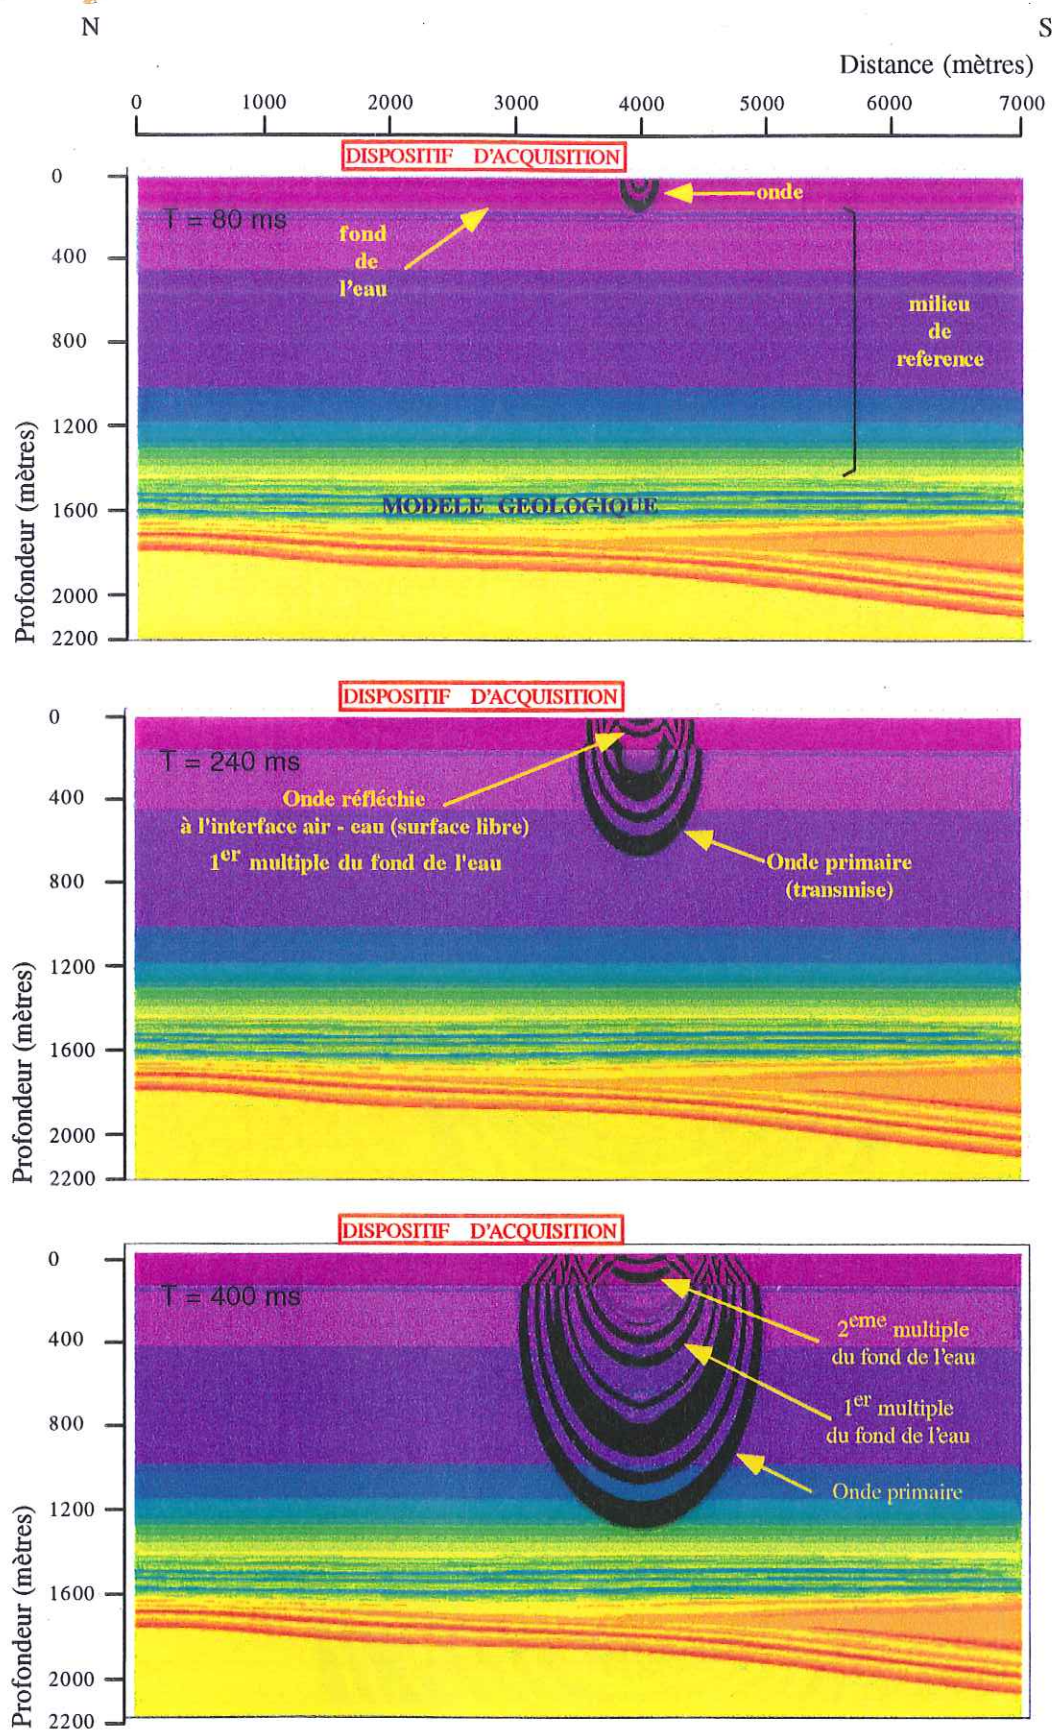 N
S
Distance (mètres)
0 1000 2000 3000 4000 5000 6000 7000
DISPOSITIF D'ACQUISITION
0
T = 80 ms
onde
fond
de
l'eau
400
milieu
de
reference
800
1200
MODELE GEOLOGIQUE
1600
2000
2200
Profondeur (mètres)
DISPOSITIF D'ACQUISITION
0
T = 240 ms
400
Onde réfléchie
à l'interface air - eau (surface libre)
1er multiple du fond de l'eau
Onde primaire
(transmise)
800
1200
1600
2000
2200
Profondeur (mètres)
DISPOSITIF D'ACQUISITION
0
T = 400 ms
400
2eme multiple
du fond de l'eau
800
1er multiple
du fond de l'eau
Onde primaire
1200
1600
2000
2200
Profondeur (mètres)